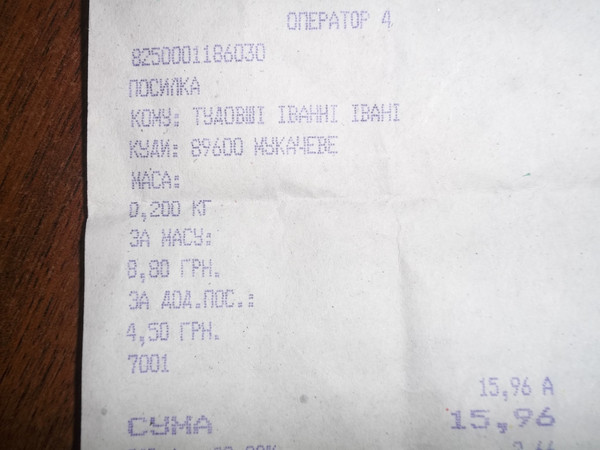 ОПЕРАТОР 4
8250001186030
ПОСИЛКА
КОМУ: ТУДОВШІ ІВАННІ ІВАНІ
КУДИ: 89600 МУКАЧЕВЕ
МАСА:
0,200 КГ
ЗА МАСУ:
8,80 ГРН.
ЗА ДОД.ПОС.:
4,50 ГРН.
7001
15,96 А
СУМА 15,96